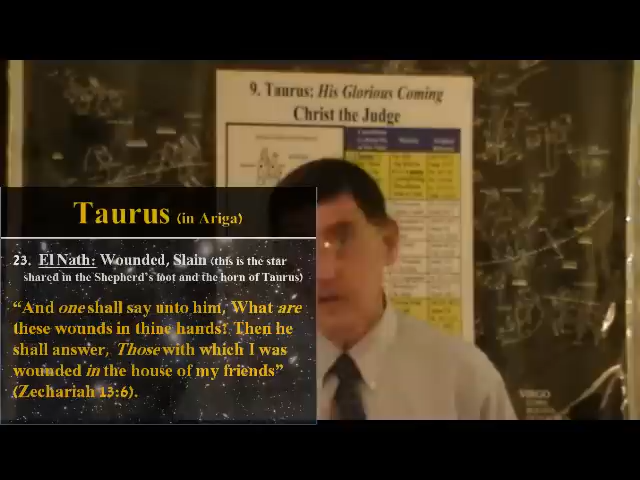 9. Taurus; His Glorious Coming
Christ the Judge
Taurus (in Ariga)
23. El Nath: Wounded, Slain (this is the star
shared in the Shepherd's foot and the horn of Taurus)
"And one shall say unto him, What are
these wounds in thine hands? Then he
shall answer, Those with which I was
wounded in the house of my friends"
(Zechariah 13:6).
VIRGO